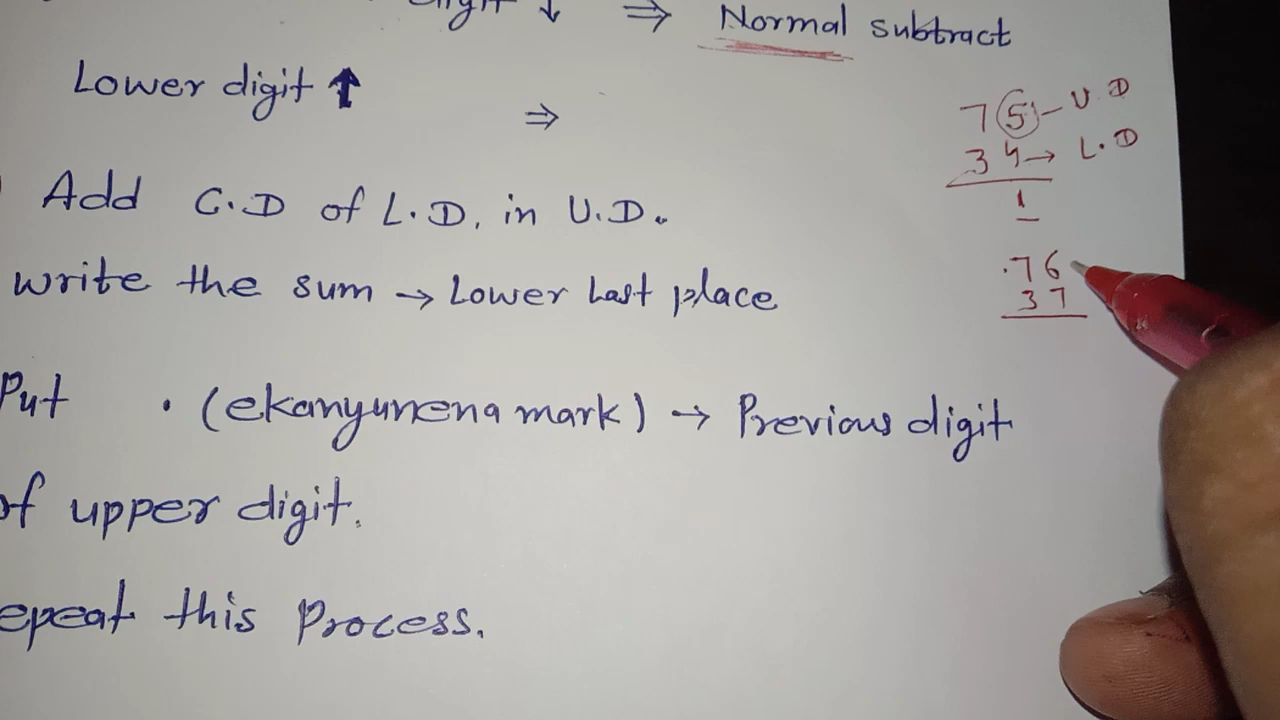 digit ↓ ⇒ Normal subtract
Lower digit ↑ ⇒
Add C.D of L.D. in U.D.
write the sum → Lower Last place
Put . (ekanyunena mark) → Previous digit
of upper digit.
epeat this Process.
7 5 – U.D
3 4 → L.D
1
.7 6
3 7